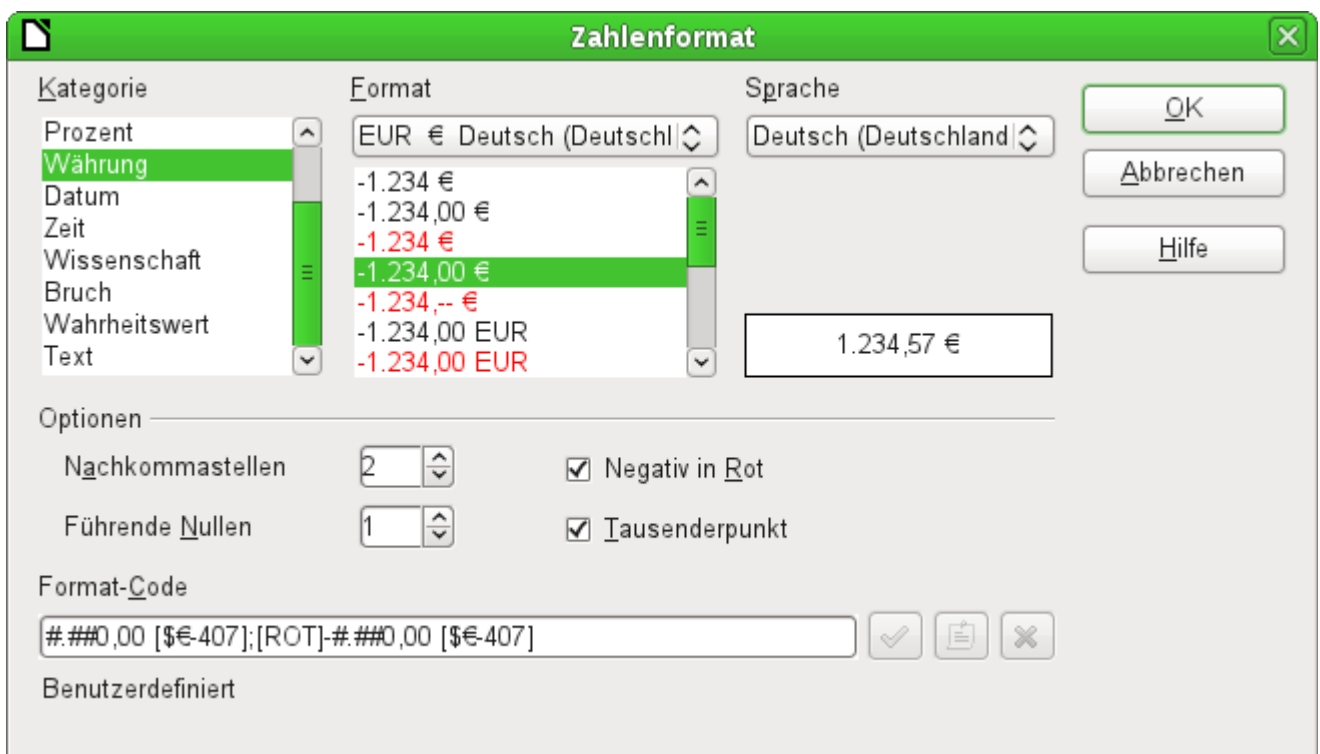 Zahlenformat
Kategorie
Prozent
Währung
Datum
Zeit
Wissenschaft
Bruch
Wahrheitswert
Text
Format
EUR € Deutsch (Deutschl
-1.234 €
-1.234,00 €
-1.234 €
-1.234,00 €
-1.234,-- €
-1.234,00 EUR
-1.234,00 EUR
Sprache
Deutsch (Deutschland
1.234,57 €
OK
Abbrechen
Hilfe
Optionen
Nachkommastellen 2
Negativ in Rot
Führende Nullen 1
Tausenderpunkt
Format-Code
#.##0,00 [$€-407];[ROT]-#.##0,00 [$€-407]
Benutzerdefiniert